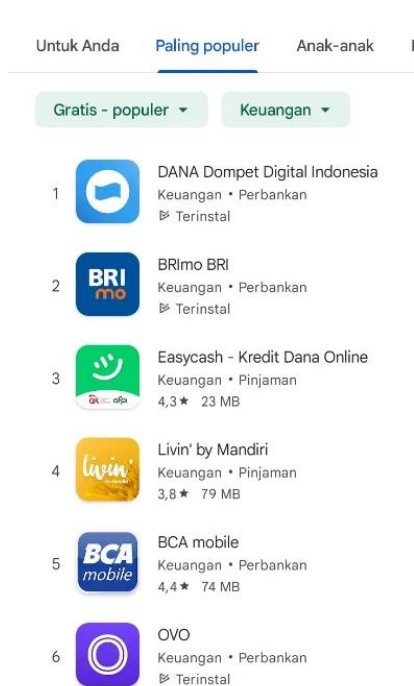 Untuk Anda Paling populer Anak-anak
Gratis - populer Keuangan
1
DANA Dompet Digital Indonesia
Keuangan • Perbankan
Terinstal
2
BRI
mo
BRImo BRI
Keuangan • Perbankan
Terinstal
3
afpi
Easycash - Kredit Dana Online
Keuangan • Pinjaman
4,3★ 23 MB
4
livin'
Livin' by Mandiri
Keuangan • Pinjaman
3,8★ 79 MB
5
BCA
mobile
BCA mobile
Keuangan • Perbankan
4,4★ 74 MB
6
OVO
Keuangan • Perbankan
Terinstal